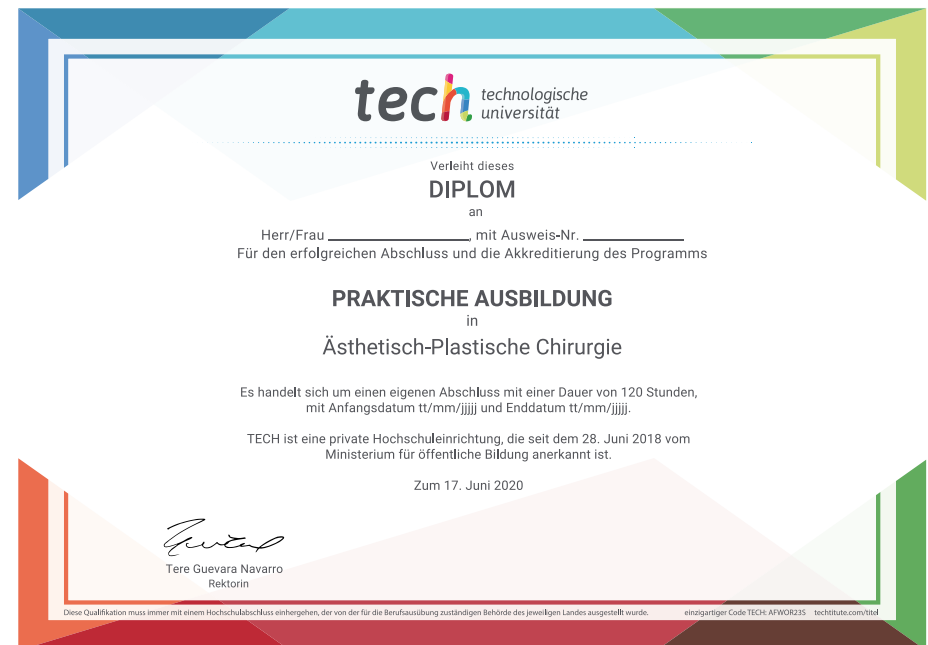 tech technologische
universität
Verleiht dieses
DIPLOM
an
Herr/Frau ____________________, mit Ausweis-Nr. ______________
Für den erfolgreichen Abschluss und die Akkreditierung des Programms
PRAKTISCHE AUSBILDUNG
in
Ästhetisch-Plastische Chirurgie
Es handelt sich um einen eigenen Abschluss mit einer Dauer von 120 Stunden,
mit Anfangsdatum tt/mm/jjjjj und Enddatum tt/mm/jjjjj.
TECH ist eine private Hochschuleinrichtung, die seit dem 28. Juni 2018 vom
Ministerium für öffentliche Bildung anerkannt ist.
Zum 17. Juni 2020
Tere Guevara Navarro
Rektorin
Diese Qualifikation muss immer mit einem Hochschulabschluss einhergehen, der von der für die Berufsausübung zuständigen Behörde des jeweiligen Landes ausgestellt wurde. einzigartiger Code TECH: AFWOR23S techtitute.com/titel